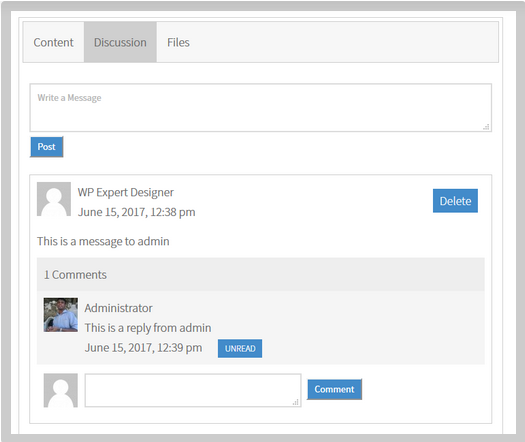 Content Discussion Files
Write a Message
Post
WP Expert Designer
June 15, 2017, 12:38 pm
Delete
This is a message to admin
1 Comments
Administrator
This is a reply from admin
June 15, 2017, 12:39 pm UNREAD
Comment